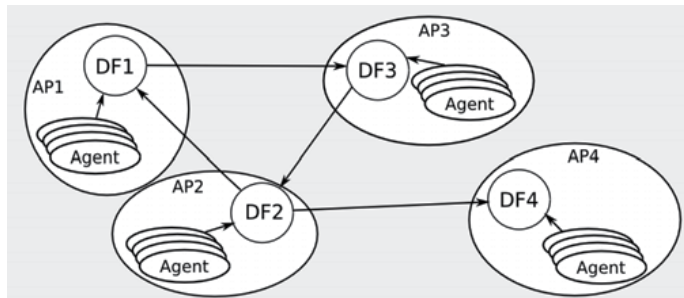 AP1
DF1
Agent
AP3
DF3
Agent
AP2
DF2
Agent
AP4
DF4
Agent